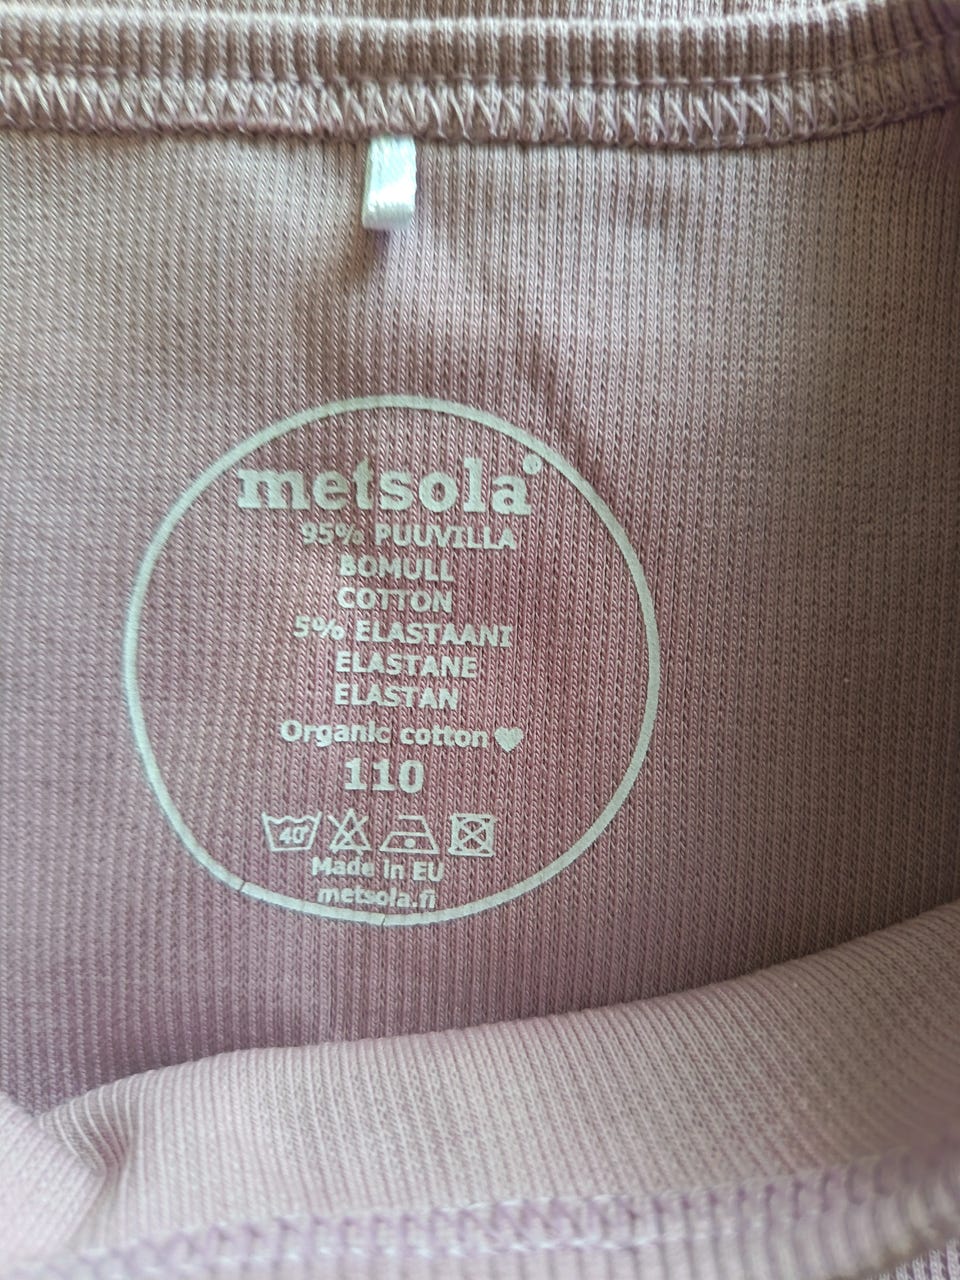 metsola
95% PUUVILLA
BOMULL
COTTON
5% ELASTAANI
ELASTANE
ELASTAN
Organic cotton ♥
110
40°
Made in EU
metsola.fi